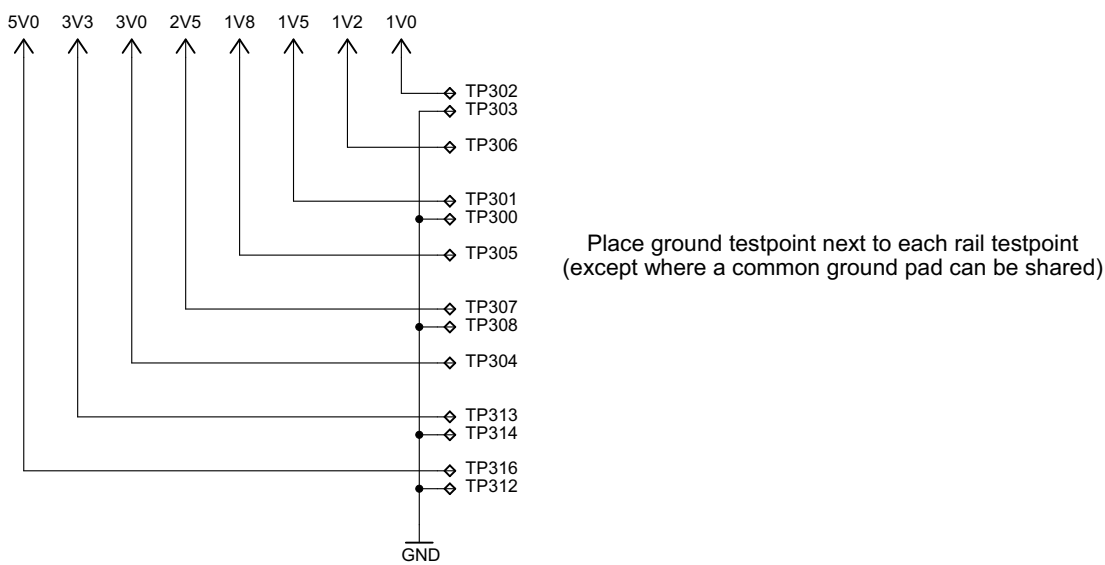 5V0 3V3 3V0 2V5 1V8 1V5 1V2 1V0
TP302
TP303
TP306
TP301
TP300
TP305
TP307
TP308
TP304
TP313
TP314
TP316
TP312
GND
Place ground testpoint next to each rail testpoint
(except where a common ground pad can be shared)